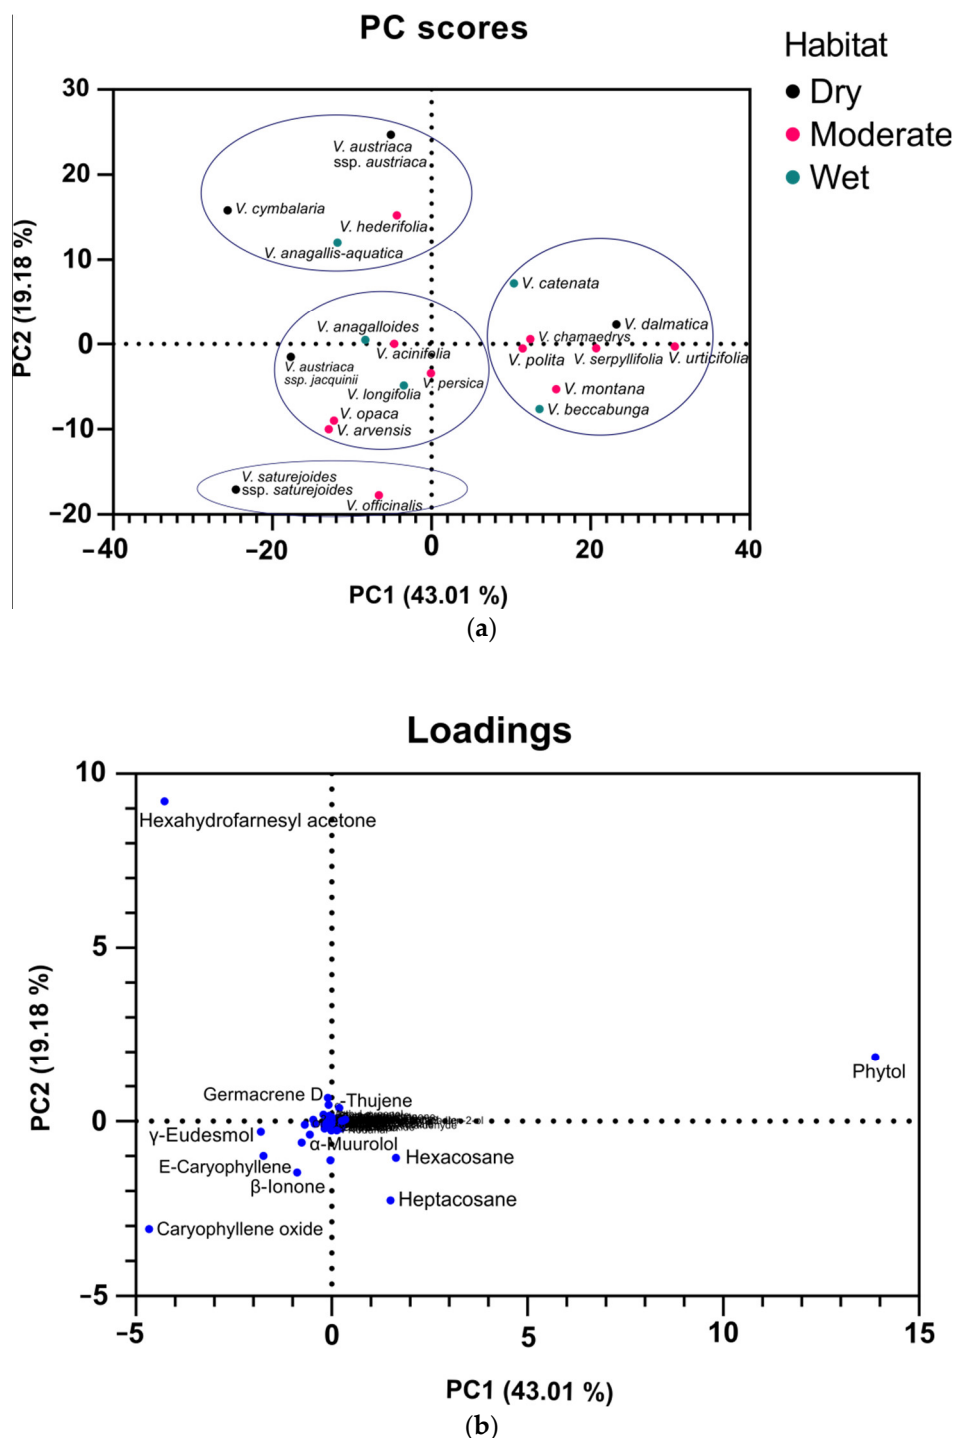 PC scores
Habitat
Dry
Moderate
Wet
30
20
10
0
−10
−20
PC2 (19.18 %)
V. austriaca
ssp. austriaca
V. cymbalaria
V. hederifolia
V. anagallis-aquatica
V. catenata
V. anagalloides
V. dalmatica
V. chamaedrys
V. acinifolia
V. polita
V. serpyllifolia
V. urticifolia
V. austriaca
ssp. jacquinii
V. persica
V. longifolia
V. montana
V. opaca
V. beccabunga
V. arvensis
V. saturejoides
ssp. saturejoides
V. officinalis
−40
−20
0
20
40
PC1 (43.01 %)
(a)
Loadings
10
5
0
−5
PC2 (19.18 %)
Hexahydrofarnesyl acetone
Phytol
Germacrene D
-Thujene
γ-Eudesmol
α-Muurolol
E-Caryophyllene
Hexacosane
β-Ionone
Heptacosane
Caryophyllene oxide
−5
0
5
10
15
PC1 (43.01 %)
(b)